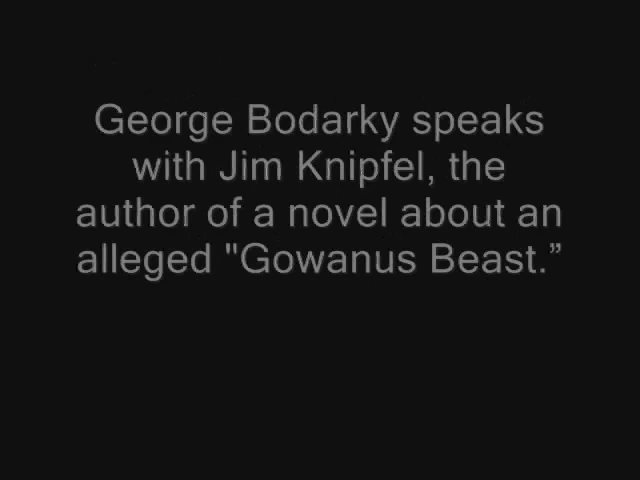 George Bodarky speaks
with Jim Knipfel, the
author of a novel about an
alleged "Gowanus Beast.”